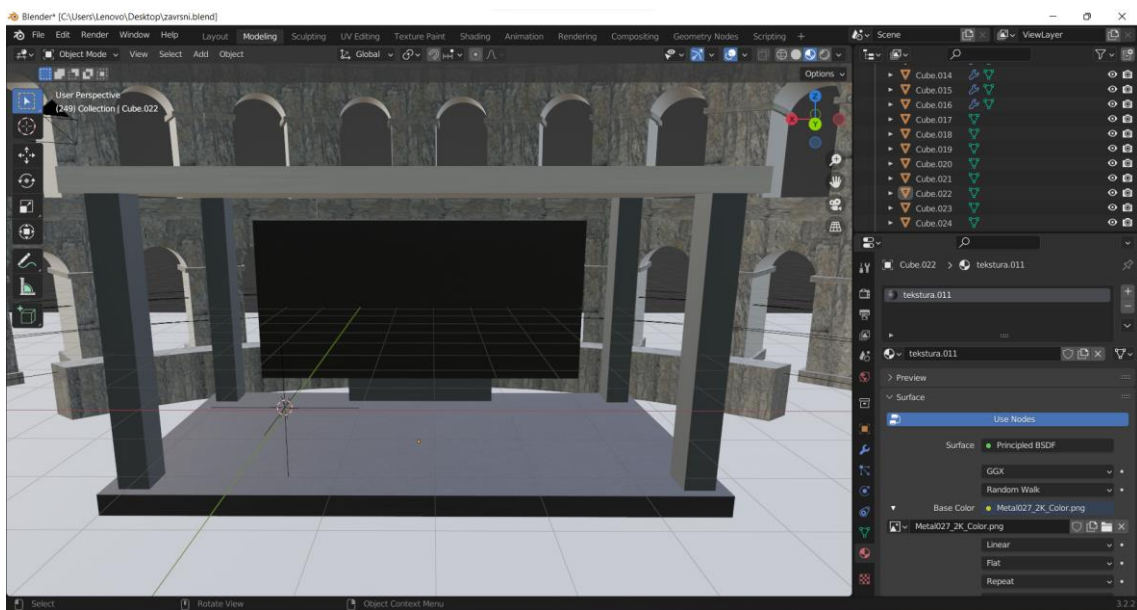 Blender* [C:\Users\Lenovo\Desktop\zavrsni.blend]
File Edit Render Window Help Layout Modeling Sculpting UV Editing Texture Paint Shading Animation Rendering Compositing Geometry Nodes Scripting + Scene ViewLayer
Object Mode View Select Add Object Global
Options
User Perspective
(249) Collection | Cube.022
Z
X
Y
Cube.014
Cube.015
Cube.016
Cube.017
Cube.018
Cube.019
Cube.020
Cube.021
Cube.022
Cube.023
Cube.024
Cube.022 > tekstura.011
tekstura.011
tekstura.011
Preview
Surface
Use Nodes
Surface Principled BSDF
GGX
Random Walk
Base Color Metal027_2K_Color.png
Metal027_2K_Color.png
Linear
Flat
Repeat
Select Rotate View Object Context Menu 3.2.2